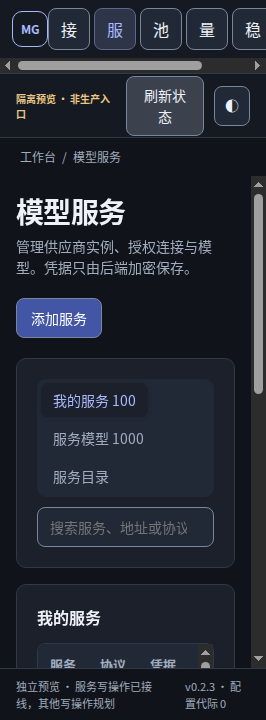 MG 接 服 池 量 稳
隔离预览 · 非生产入
口
刷新状
态
工作台 / 模型服务
模型服务
管理供应商实例、授权连接与模
型。凭据只由后端加密保存。
添加服务
我的服务 100
服务模型 1000
服务目录
搜索服务、地址或协议
我的服务
服务 协议 凭据
独立预览 · 服务写操作已接
线，其他写操作规划
v0.2.3 · 配
置代际 0